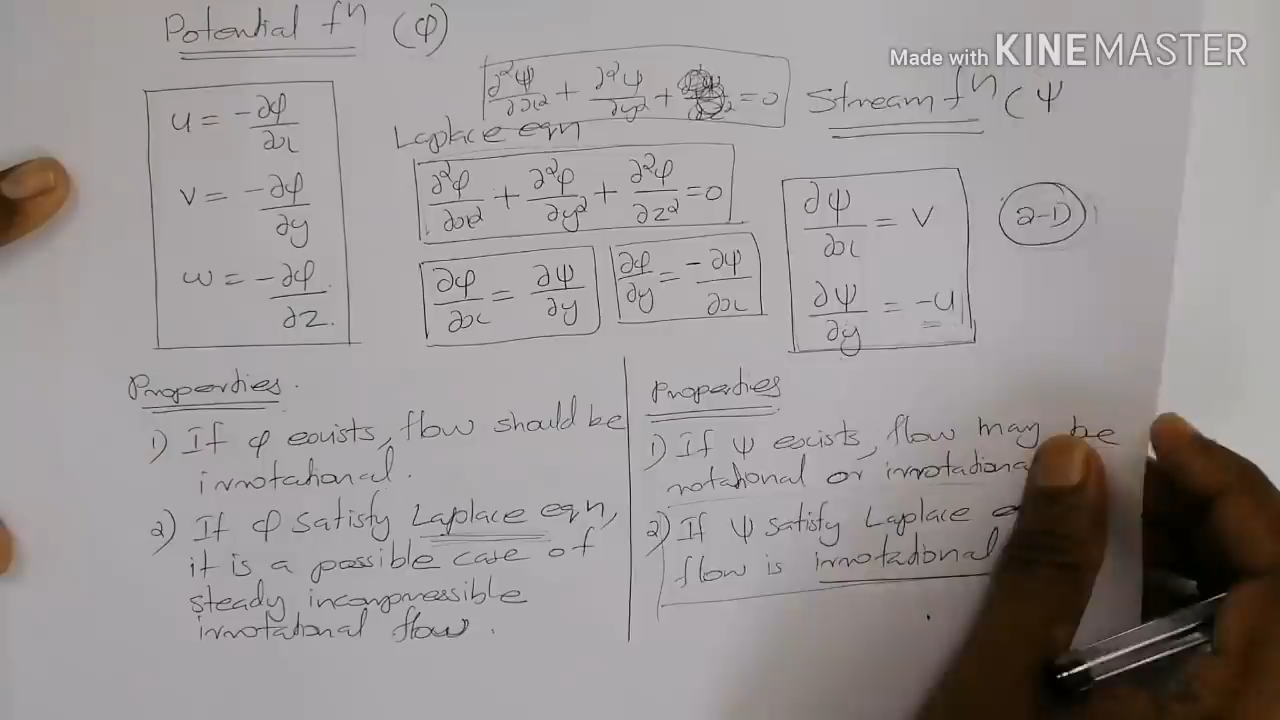 Potential fⁿ (φ)
Made with KINEMASTER
∂²ψ/∂x² + ∂²ψ/∂y² + = 0
Stream fⁿ (ψ
Laplace eqn
u = -∂φ/∂x
v = -∂φ/∂y
w = -∂φ/∂z.
∂²φ/∂x² + ∂²φ/∂y² + ∂²φ/∂z² = 0
∂φ/∂x = ∂ψ/∂y
∂φ/∂y = -∂ψ/∂x
∂ψ/∂x = v
∂ψ/∂y = -u
2-D
Properties.
1) If φ exists, flow should be
irrotational.
2) If φ satisfy Laplace eqn,
it is a possible case of
steady incompressible
irrotational flow.
Properties
1) If ψ exists, flow may be
rotational or irrotationa
2) If ψ satisfy Laplace e
flow is irrotational